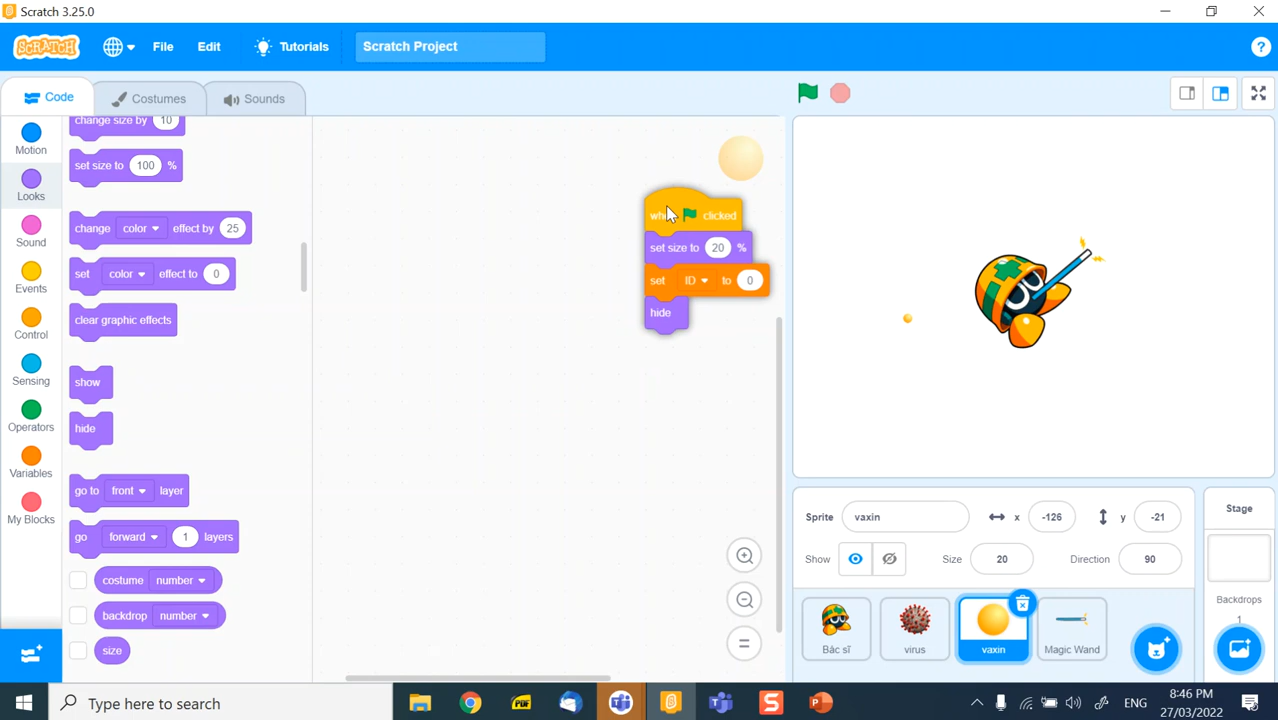 Scratch 3.25.0
SCRATCH
File
Edit
Tutorials
Scratch Project
?
Code
Costumes
Sounds
Motion
Looks
Sound
Events
Control
Sensing
Operators
Variables
My Blocks
change size by 10
set size to 100 %
change color effect by 25
set color effect to 0
clear graphic effects
show
hide
go to front layer
go forward 1 layers
costume number
backdrop number
size
when clicked
set size to 20 %
set ID to 0
hide
Sprite vaxin x -126 y -21
Show Size 20 Direction 90
Bác sĩ
virus
vaxin
Magic Wand
Stage
Backdrops
1
Type here to search
PDF
S
P
ENG
8:46 PM
27/03/2022